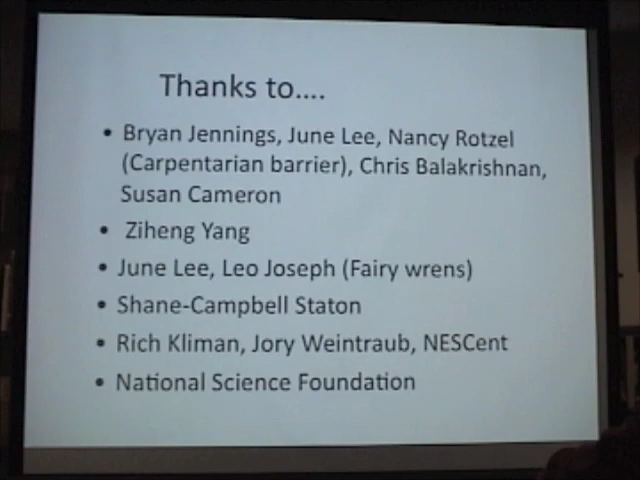 Thanks to....
• Bryan Jennings, June Lee, Nancy Rotzel
(Carpentarian barrier), Chris Balakrishnan,
Susan Cameron
• Ziheng Yang
• June Lee, Leo Joseph (Fairy wrens)
• Shane-Campbell Staton
• Rich Kliman, Jory Weintraub, NESCent
• National Science Foundation